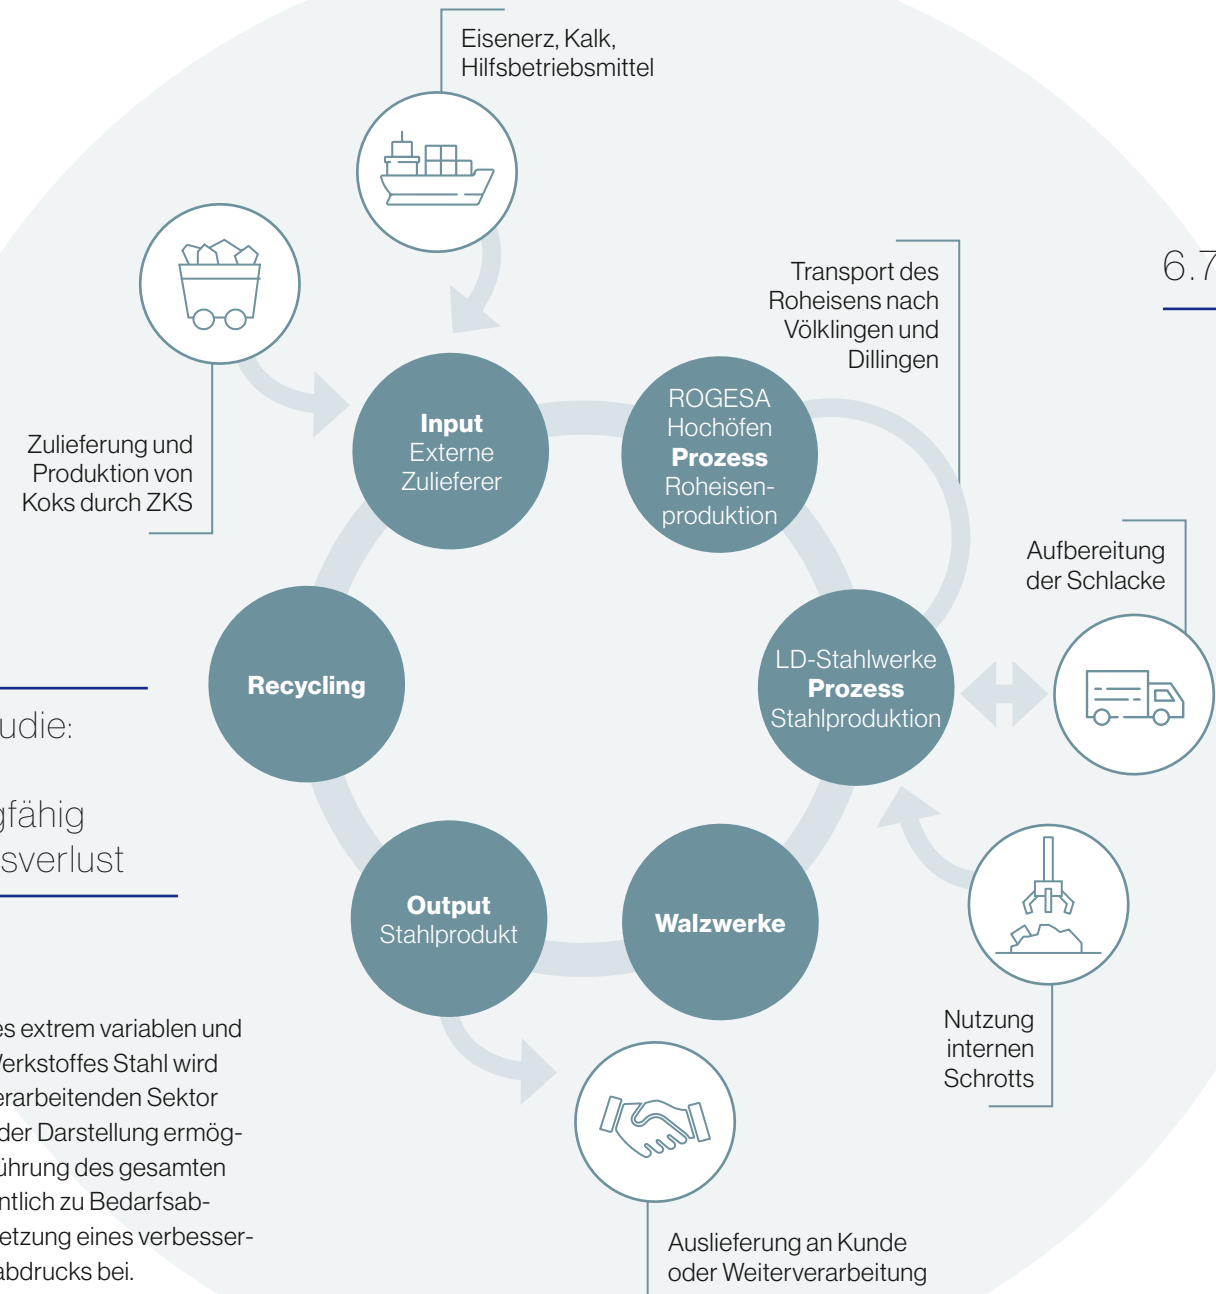 Eisenerz, Kalk,
Hilfsbetriebsmittel
Transport des
Roheisens nach
Völklingen und
Dillingen
6.7
Zulieferung und
Produktion von
Koks durch ZKS
Input
Externe
Zulieferer
ROGESA
Hochöfen
Prozess
Roheisen-
produktion
Aufbereitung
der Schlacke
LD-Stahlwerke
Prozess
Stahlproduktion
Recycling
udie:
gfähig
sverlust
Output
Stahlprodukt
Walzwerke
Nutzung
internen
Schrotts
es extrem variablen und
Werkstoffes Stahl wird
erarbeitenden Sektor
der Darstellung ermög-
ührung des gesamten
ntlich zu Bedarfsab-
etzung eines verbesser-
abdrucks bei.
Auslieferung an Kunde
oder Weiterverarbeitung